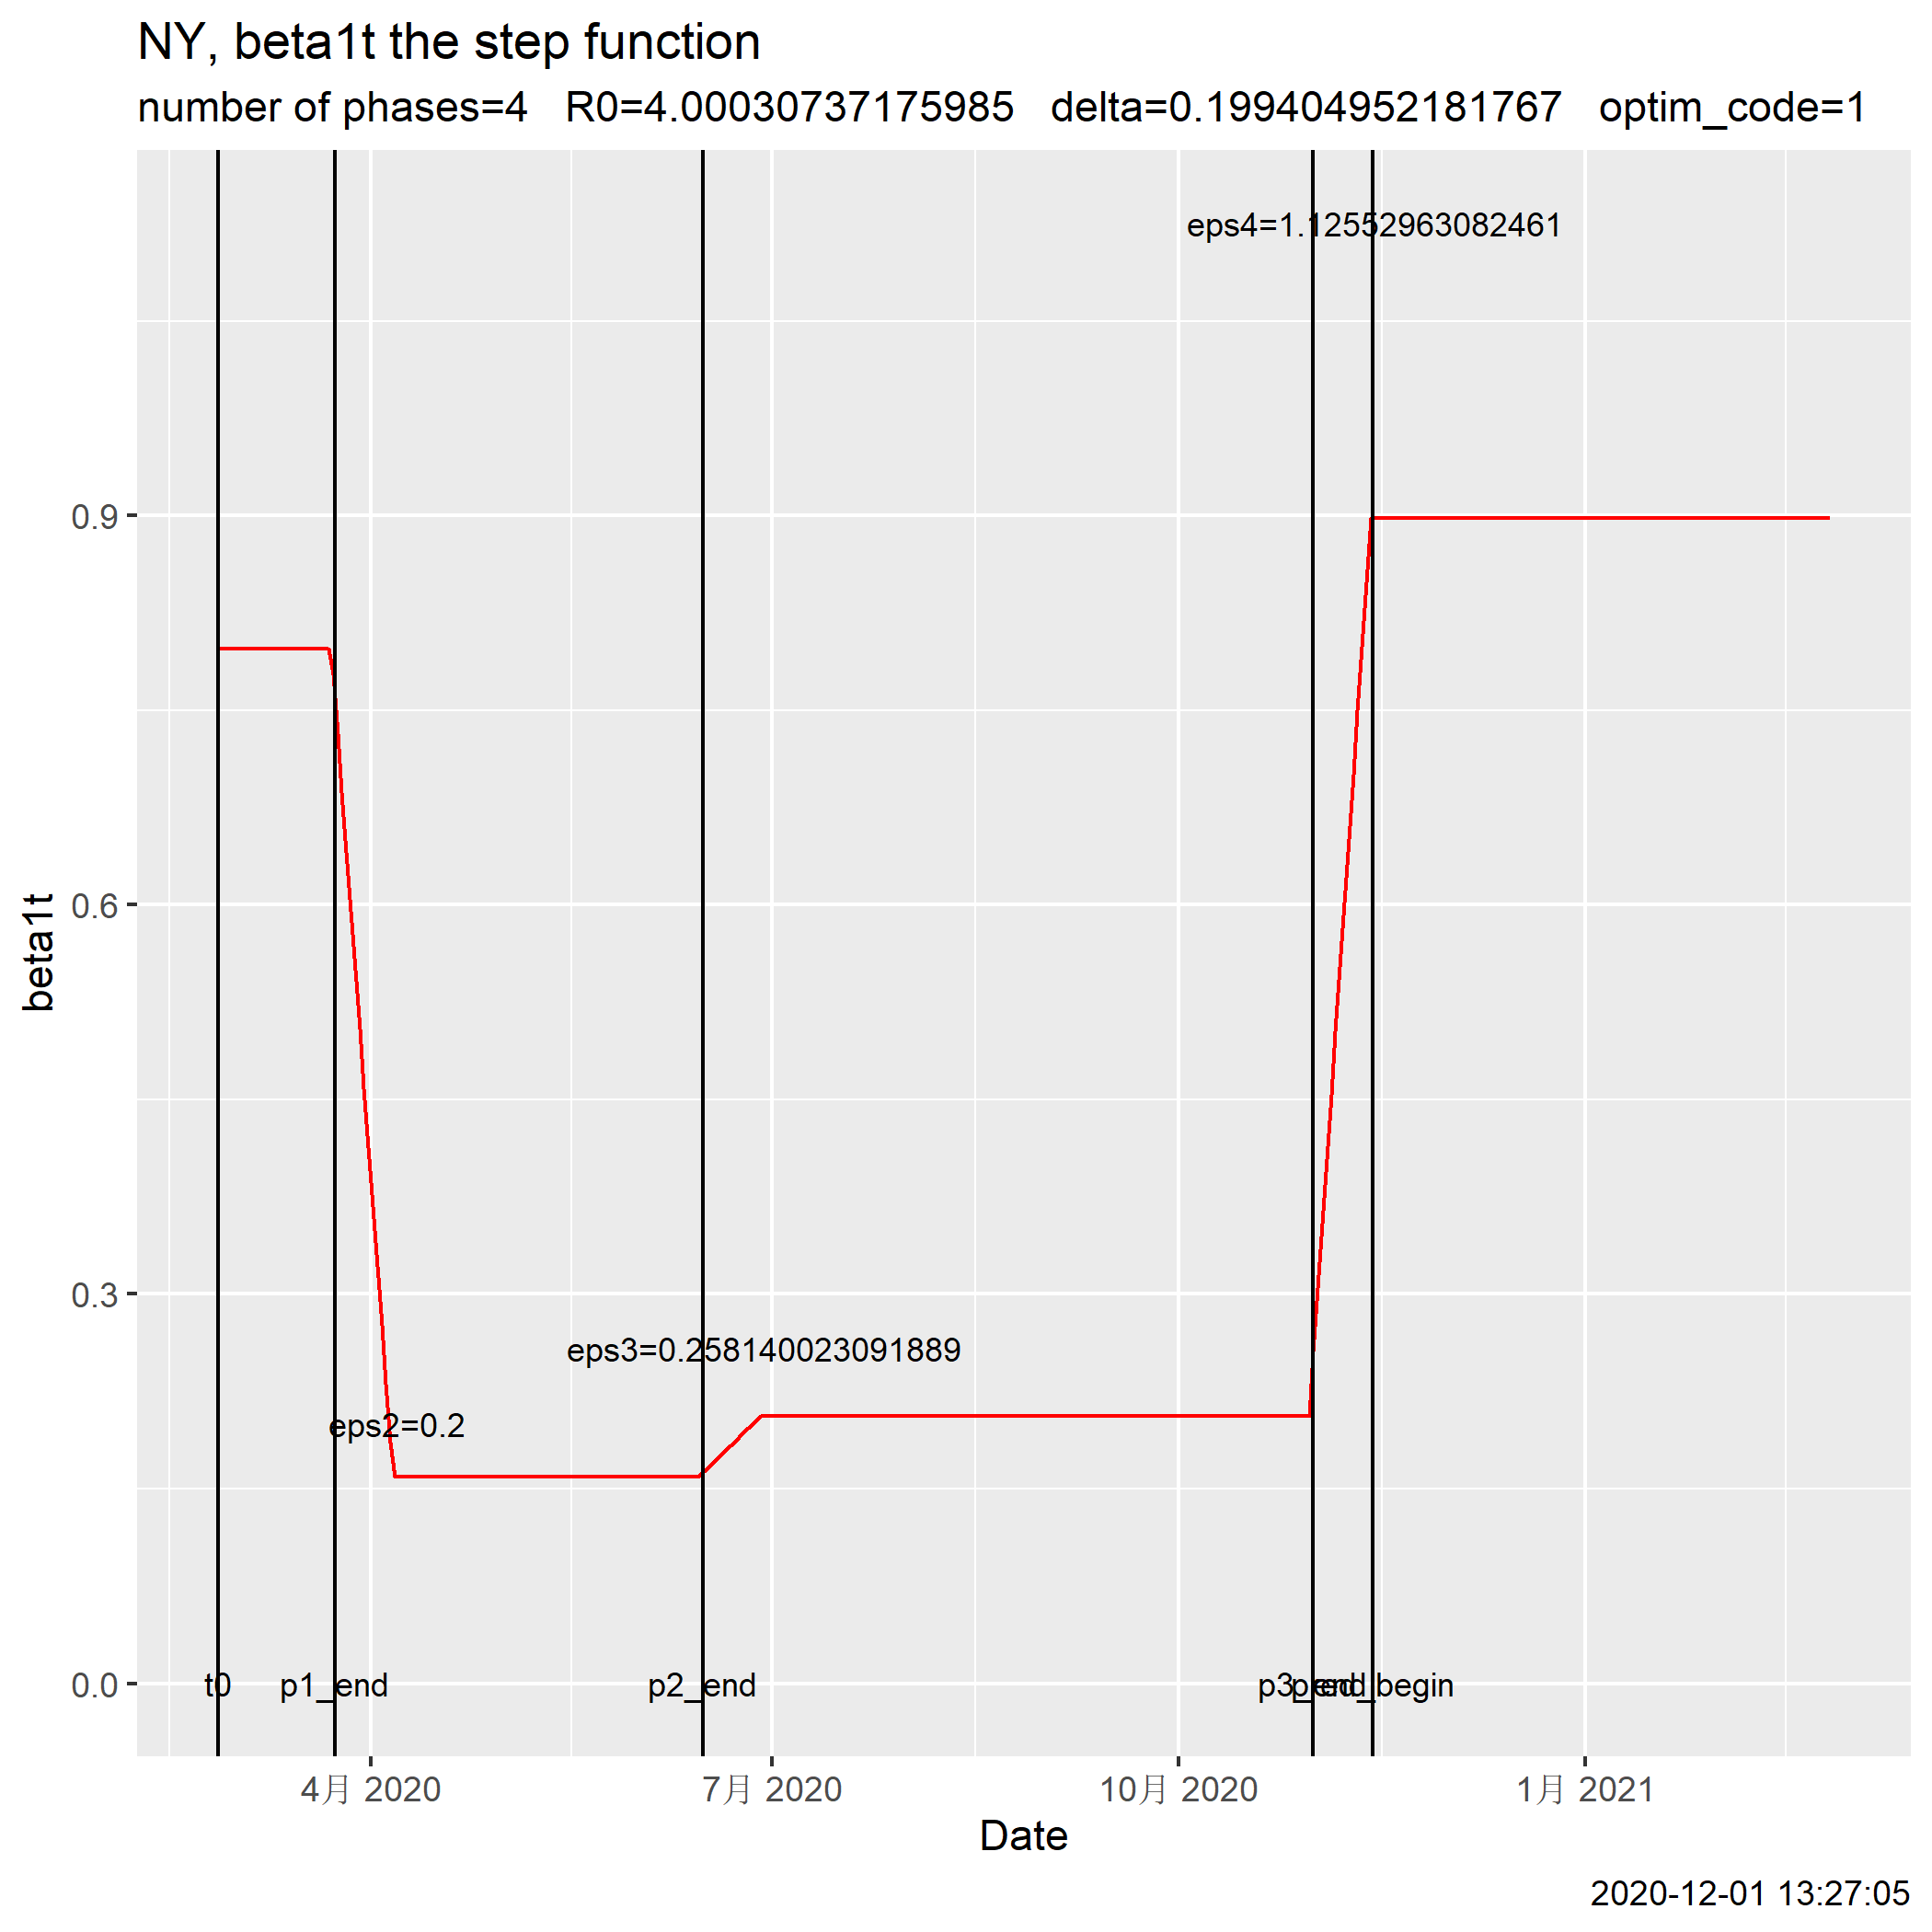 NY, beta1t the step function
number of phases=4 R0=4.00030737175985 delta=0.199404952181767 optim_code=1
eps4=1.12552963082461
0.9
0.6
beta1t
0.3
eps3=0.258140023091889
eps2=0.2
0.0
t0 p1_end p2_end p3_end pend_begin
4月 2020 7月 2020 10月 2020 1月 2021
Date
2020-12-01 13:27:05